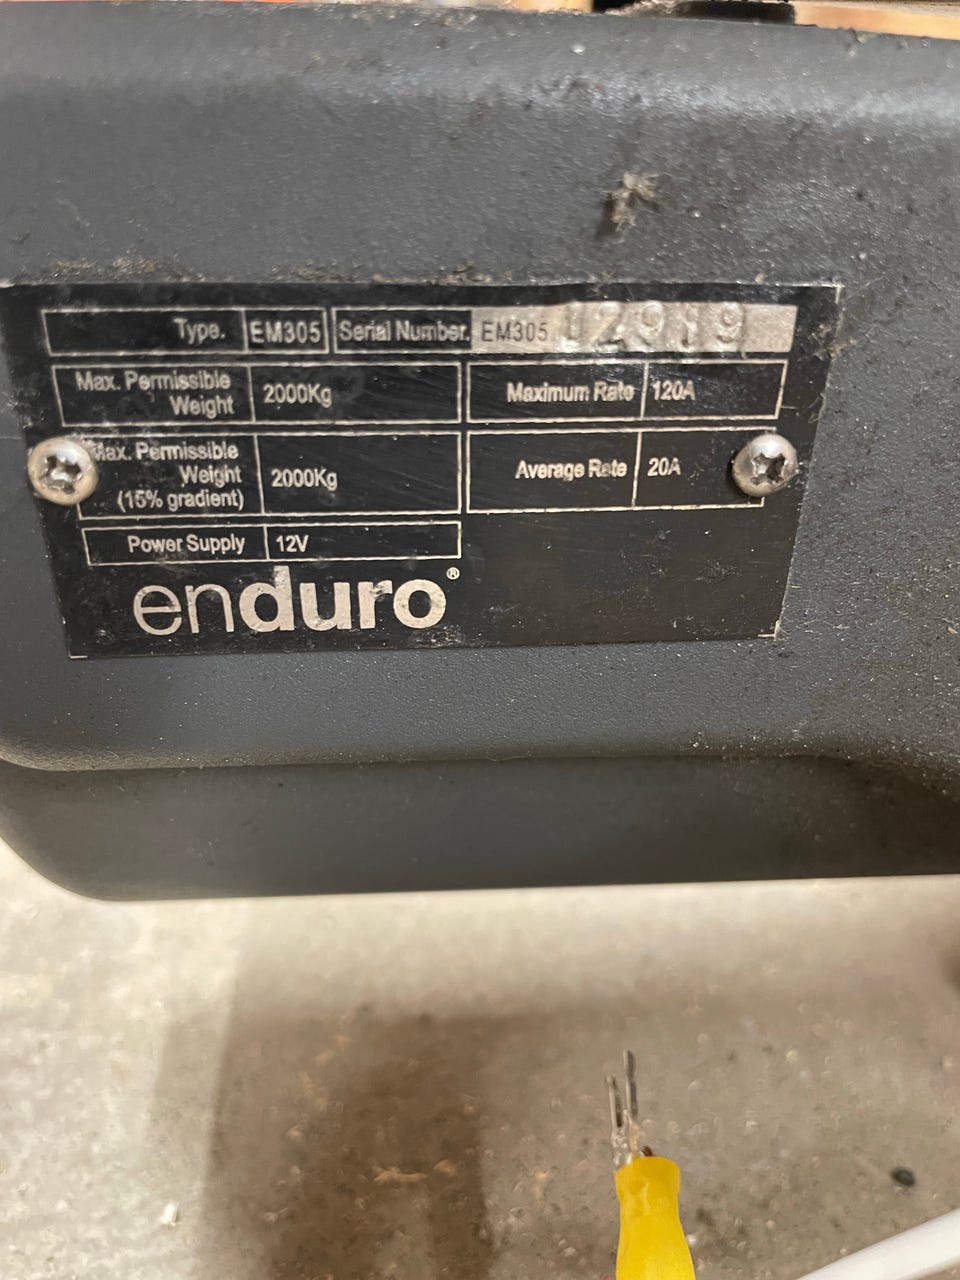 Type. EM305 Serial Number. EM305 12919
Max. Permissible Weight 2000Kg Maximum Rate 120A
Max. Permissible Weight (15% gradient) 2000Kg Average Rate 20A
Power Supply 12V
enduro®